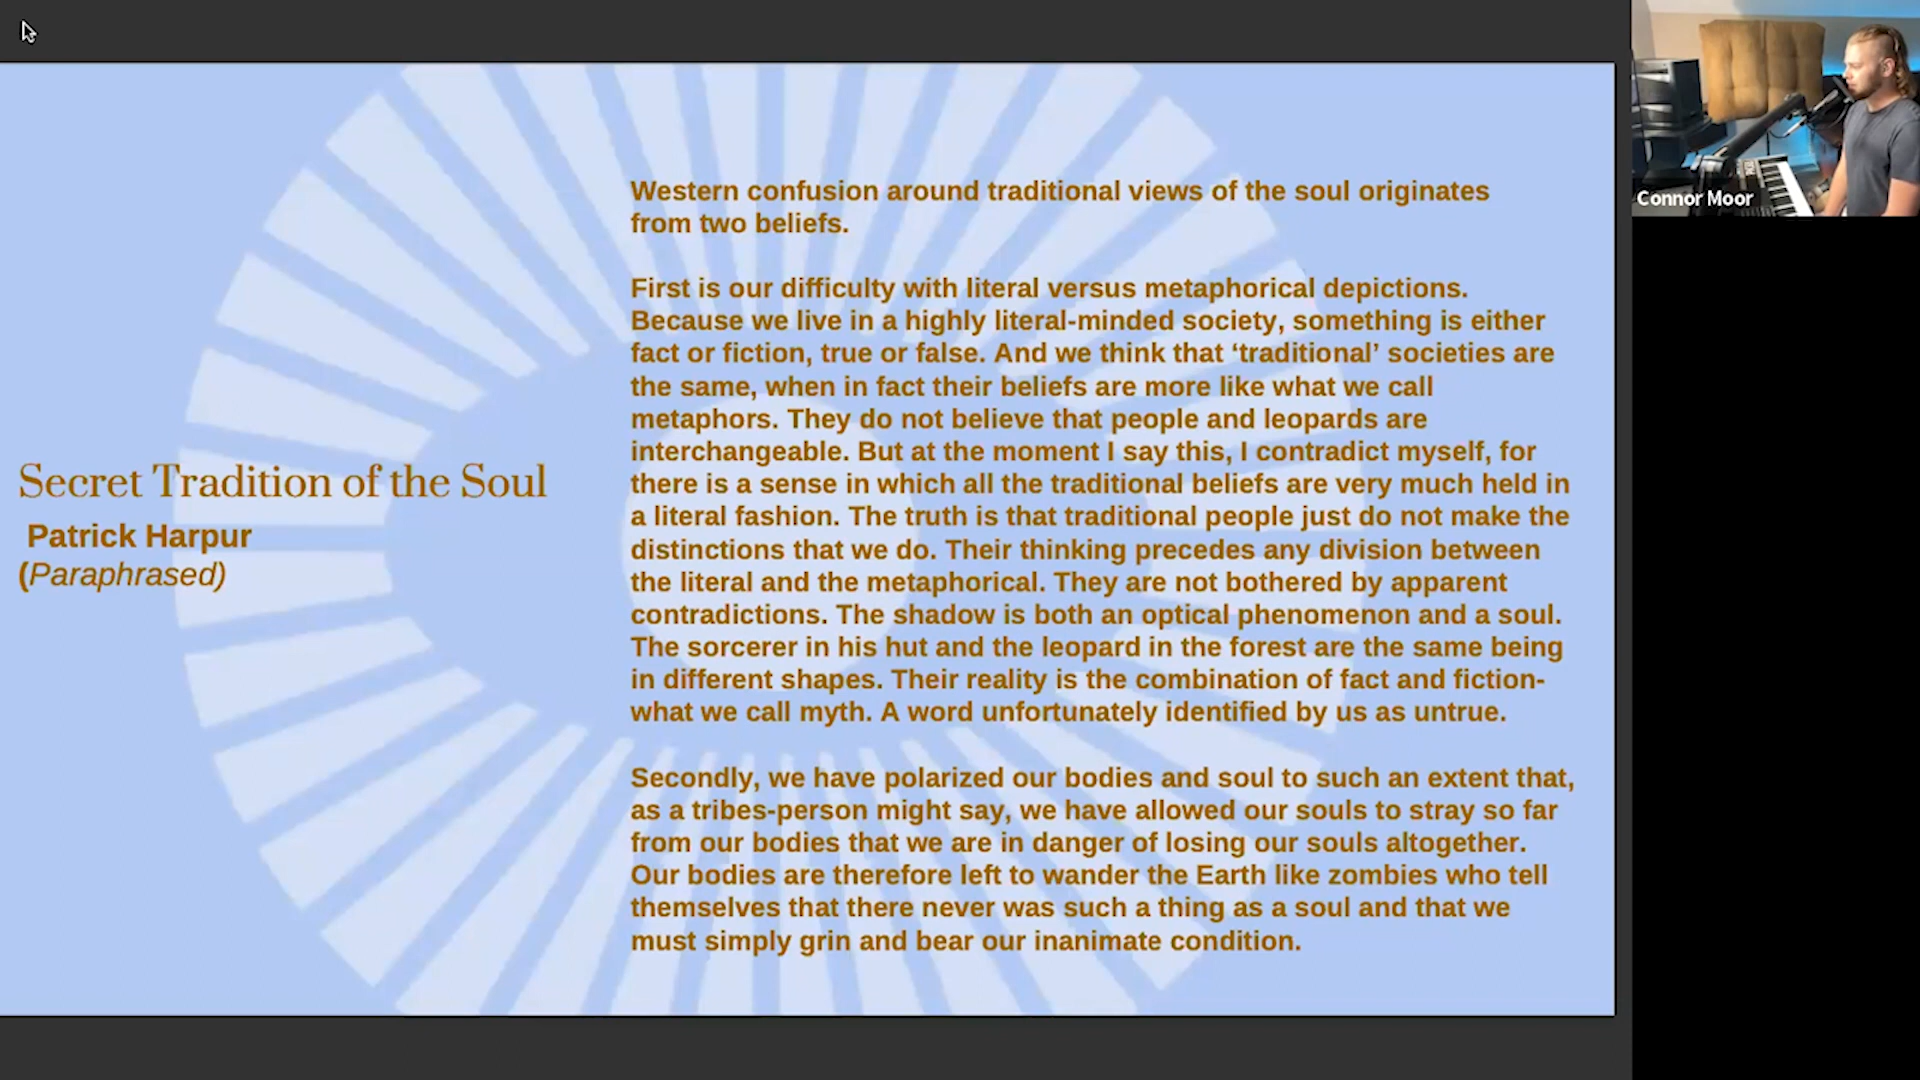 Secret Tradition of the Soul
Patrick Harpur
(Paraphrased)
Western confusion around traditional views of the soul originates
from two beliefs.
First is our difficulty with literal versus metaphorical depictions.
Because we live in a highly literal-minded society, something is either
fact or fiction, true or false. And we think that ‘traditional’ societies are
the same, when in fact their beliefs are more like what we call
metaphors. They do not believe that people and leopards are
interchangeable. But at the moment I say this, I contradict myself, for
there is a sense in which all the traditional beliefs are very much held in
a literal fashion. The truth is that traditional people just do not make the
distinctions that we do. Their thinking precedes any division between
the literal and the metaphorical. They are not bothered by apparent
contradictions. The shadow is both an optical phenomenon and a soul.
The sorcerer in his hut and the leopard in the forest are the same being
in different shapes. Their reality is the combination of fact and fiction-
what we call myth. A word unfortunately identified by us as untrue.
Secondly, we have polarized our bodies and soul to such an extent that,
as a tribes-person might say, we have allowed our souls to stray so far
from our bodies that we are in danger of losing our souls altogether.
Our bodies are therefore left to wander the Earth like zombies who tell
themselves that there never was such a thing as a soul and that we
must simply grin and bear our inanimate condition.
Connor Moor